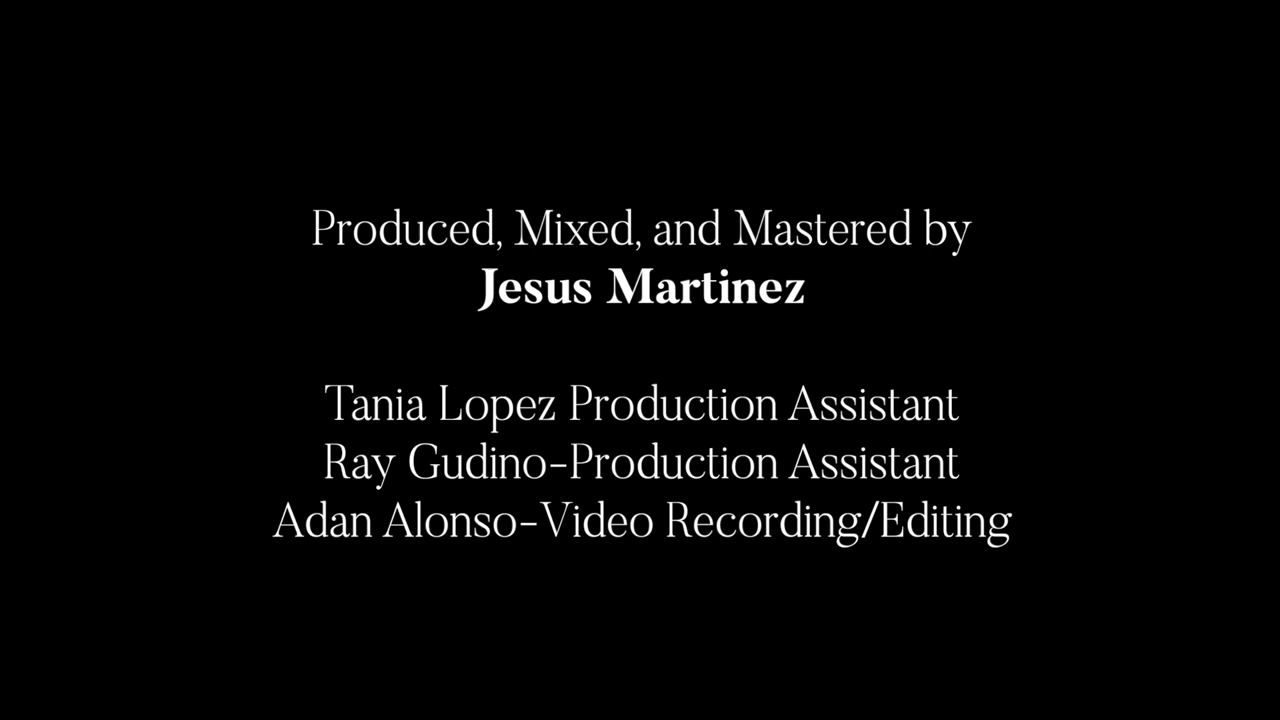 Produced, Mixed, and Mastered by
Jesus Martinez
Tania Lopez Production Assistant
Ray Gudino-Production Assistant
Adan Alonso-Video Recording/Editing